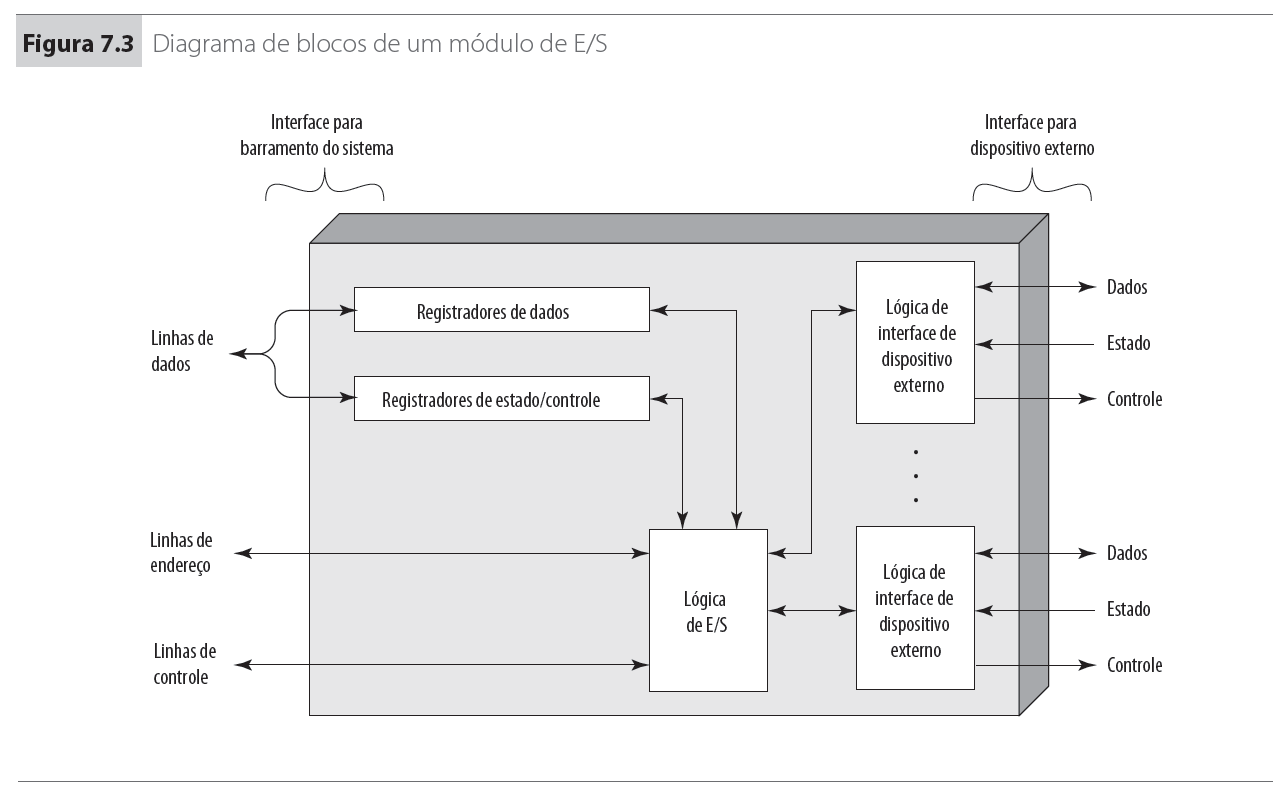 Figura 7.3 Diagrama de blocos de um módulo de E/S
Interface para
barramento do sistema
Interface para
dispositivo externo
Linhas de
dados
Registradores de dados
Registradores de estado/controle
Linhas de
endereço
Linhas de
controle
Lógica
de E/S
Lógica de
interface de
dispositivo
externo
Dados
Estado
Controle
Lógica de
interface de
dispositivo
externo
Dados
Estado
Controle